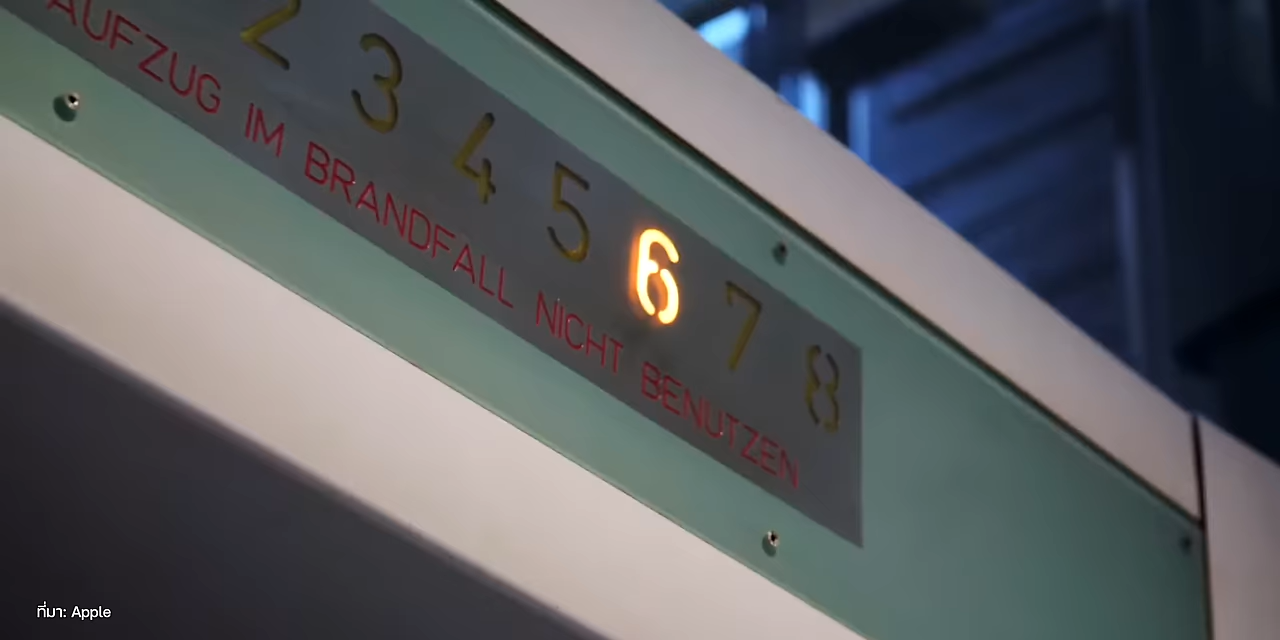 2 3 4 5 6 7 8
AUFZUG IM BRANDFALL NICHT BENUTZEN
ที่มา: Apple